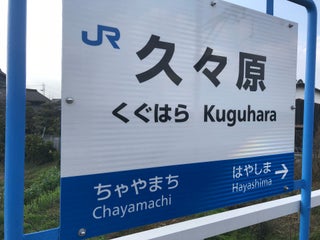 JR
久々原
くぐはら Kuguhara
ちゃやまち
Chayamachi
はやしま →
Hayashima